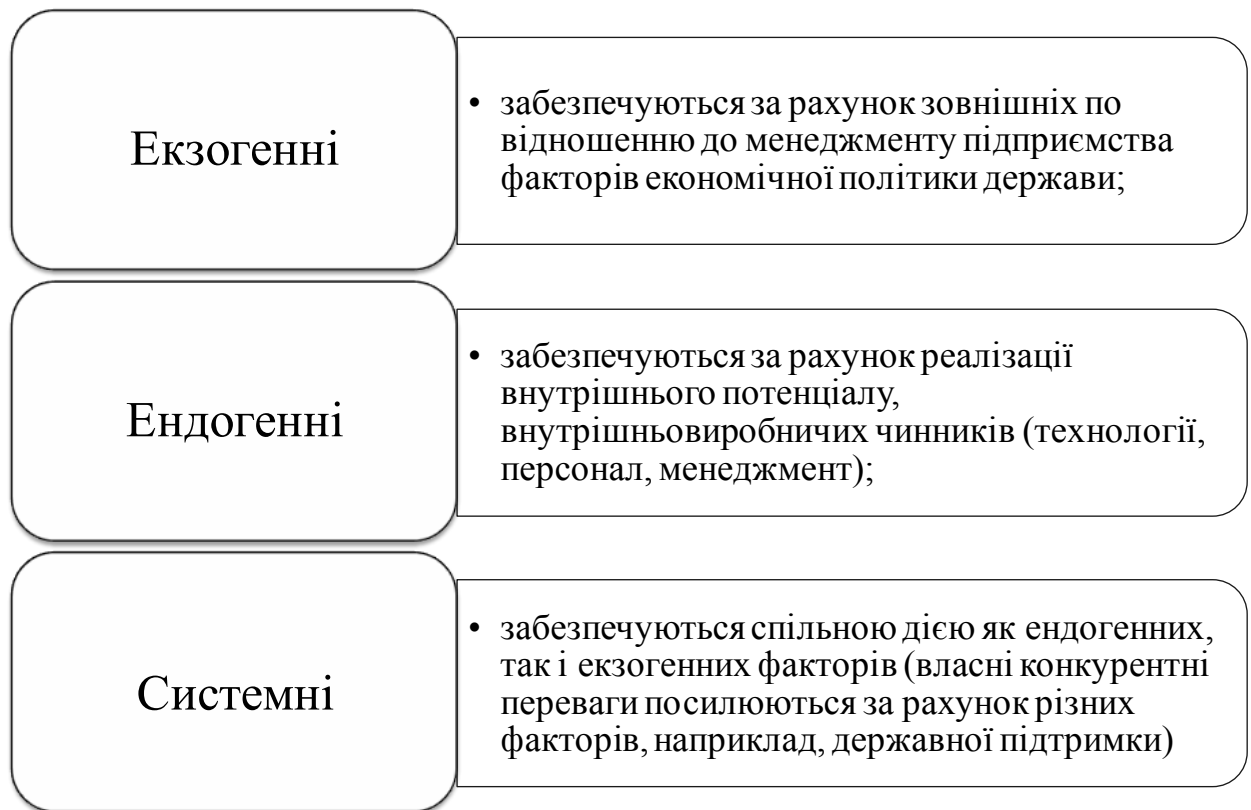 Екзогенні
• забезпечуються за рахунок зовнішніх по
відношенню до менеджменту підприємства
факторів економічної політики держави;
Ендогенні
• забезпечуються за рахунок реалізації
внутрішнього потенціалу,
внутрішньовиробничих чинників (технології,
персонал, менеджмент);
Системні
• забезпечуються спільною дією як ендогенних,
так і екзогенних факторів (власні конкурентні
переваги посилюються за рахунок різних
факторів, наприклад, державної підтримки)